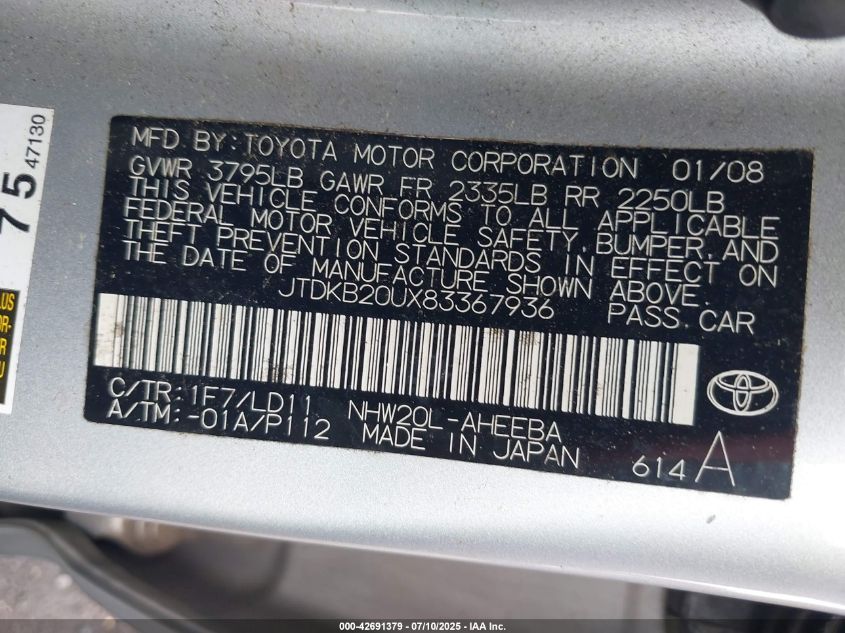 MFD BY: TOYOTA MOTOR CORPORATION 01/08
GVWR 3795LB GAWR FR 2335LB RR 2250LB
THIS VEHICLE CONFORMS TO ALL APPLICABLE
FEDERAL MOTOR VEHICLE SAFETY, BUMPER, AND
THEFT PREVENTION STANDARDS IN EFFECT ON
THE DATE OF MANUFACTURE SHOWN ABOVE.
JTDKB20UX83367936 PASS.CAR
C/TR: 1F7/LD11 NHW20L-AHEEBA
A/TM: -01A/P112 MADE IN JAPAN
614 A
75
47130
000-42691379 / 07/10/2025 - IAA Inc.